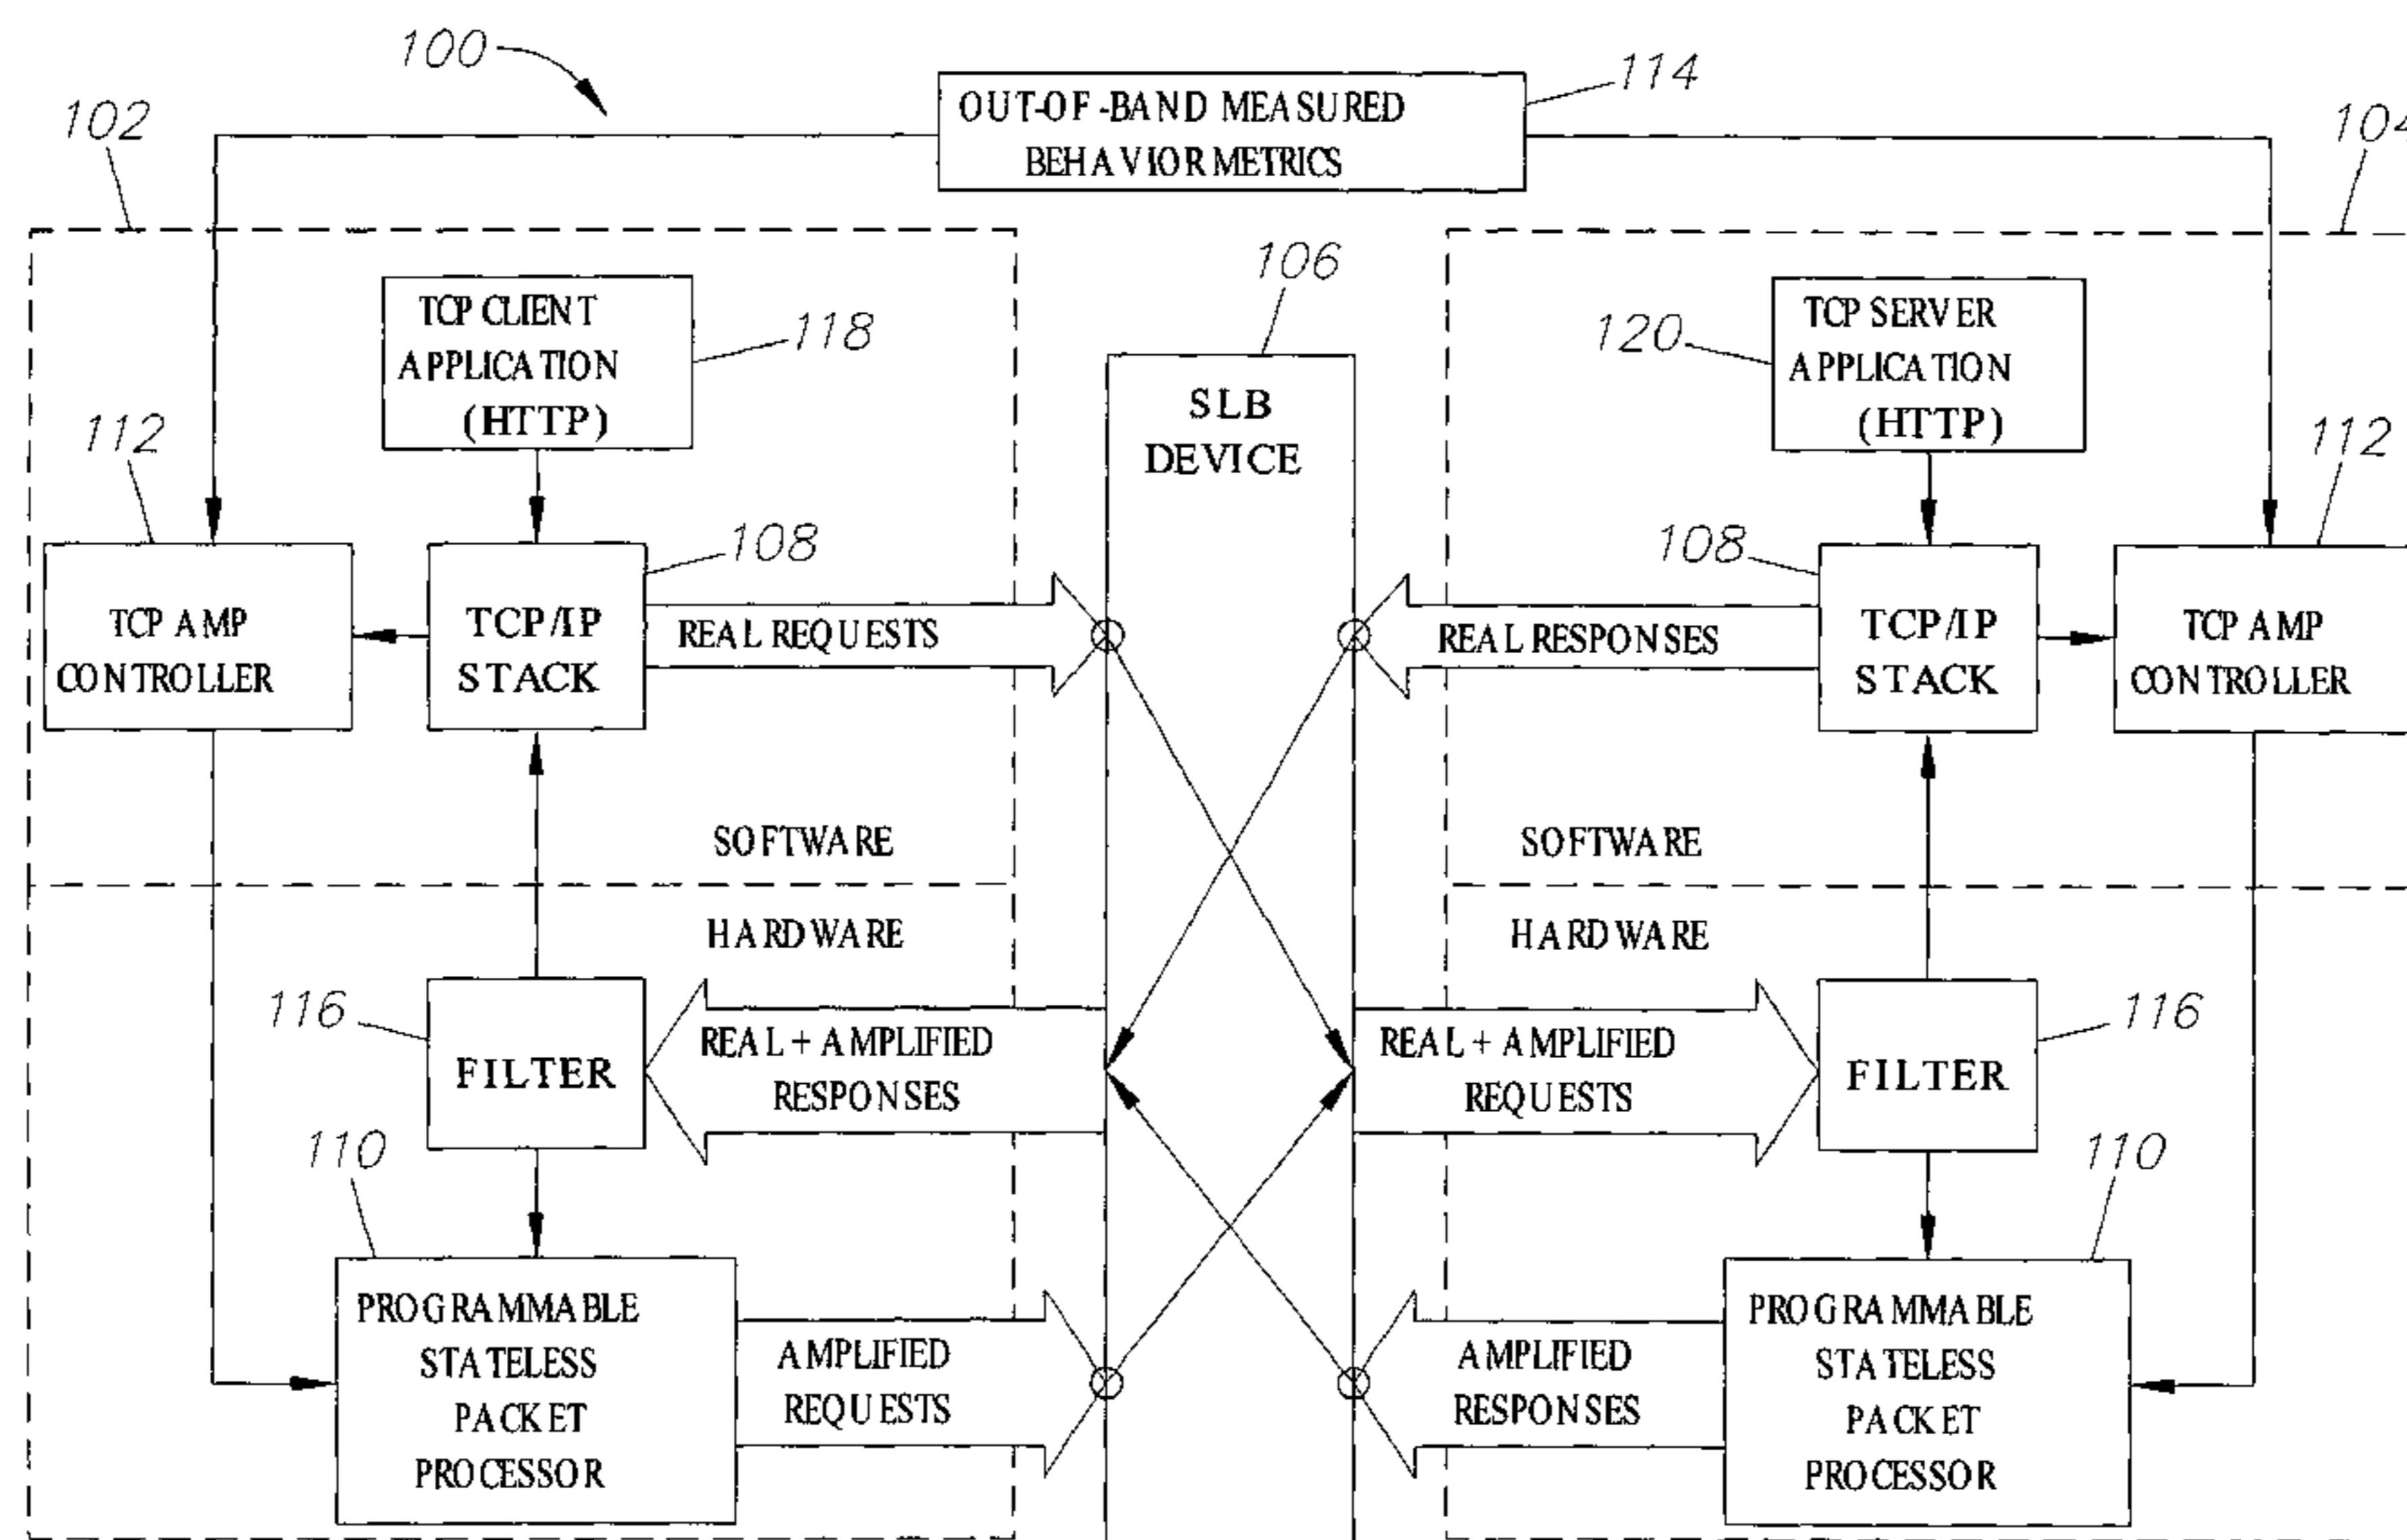 100
114
OUT-OF-BAND MEASURED
BEHAVIOR METRICS
102
104
106
TCP CLIENT
APPLICATION
(HTTP)
118
120
TCP SERVER
APPLICATION
(HTTP)
SLB
DEVICE
112
112
108
108
TCP AMP
CONTROLLER
TCP/IP
STACK
REAL REQUESTS
REAL RESPONSES
TCP/IP
STACK
TCP AMP
CONTROLLER
SOFTWARE
SOFTWARE
HARDWARE
HARDWARE
116
FILTER
REAL + AMPLIFIED
RESPONSES
REAL + AMPLIFIED
REQUESTS
FILTER
116
110
110
PROGRAMMABLE
STATELESS
PACKET
PROCESSOR
AMPLIFIED
REQUESTS
AMPLIFIED
RESPONSES
PROGRAMMABLE
STATELESS
PACKET
PROCESSOR